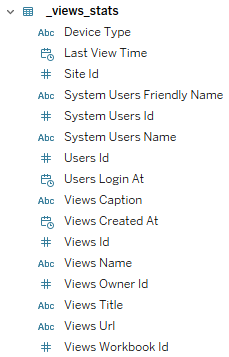 _views_stats
Abc Device Type
Last View Time
# Site Id
Abc System Users Friendly Name
# System Users Id
Abc System Users Name
# Users Id
Users Login At
Abc Views Caption
Views Created At
# Views Id
Abc Views Name
# Views Owner Id
Abc Views Title
Abc Views Url
# Views Workbook Id